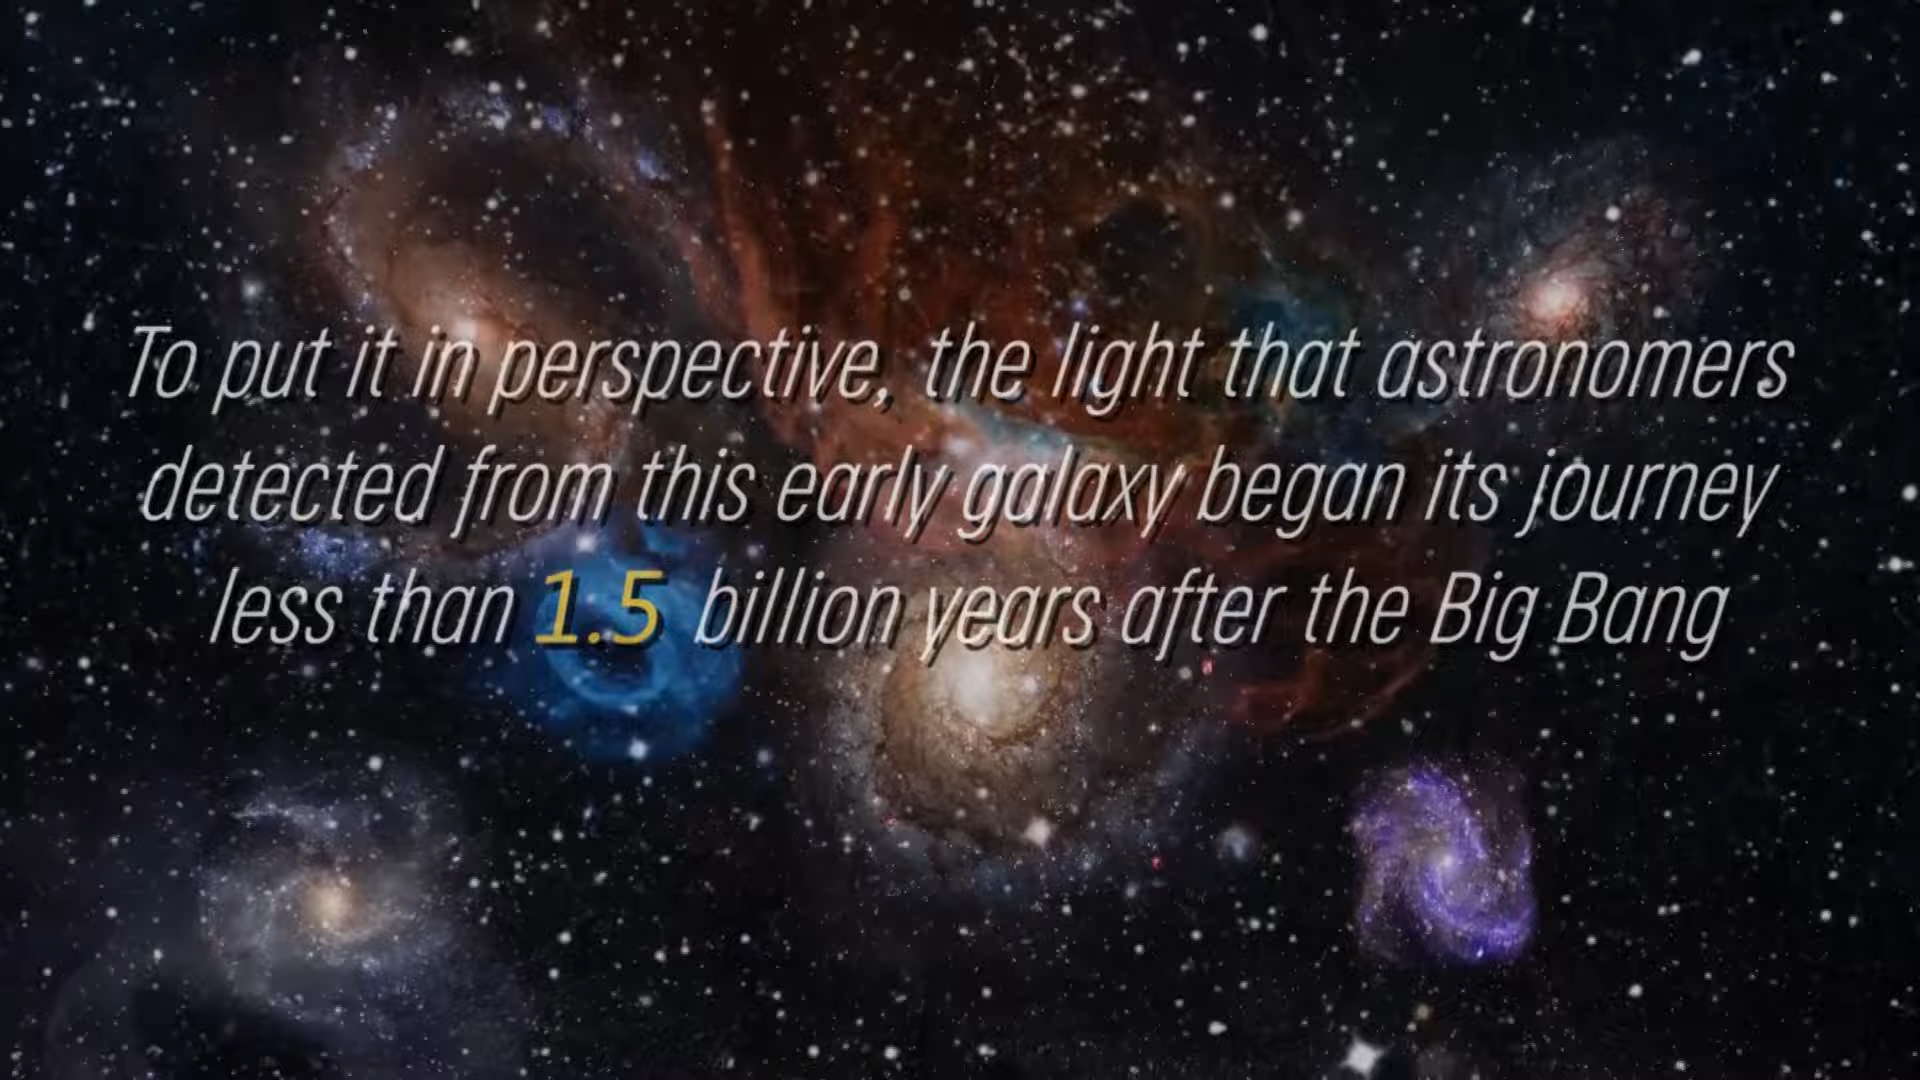 To put it in perspective, the light that astronomers
detected from this early galaxy began its journey
less than 1.5 billion years after the Big Bang